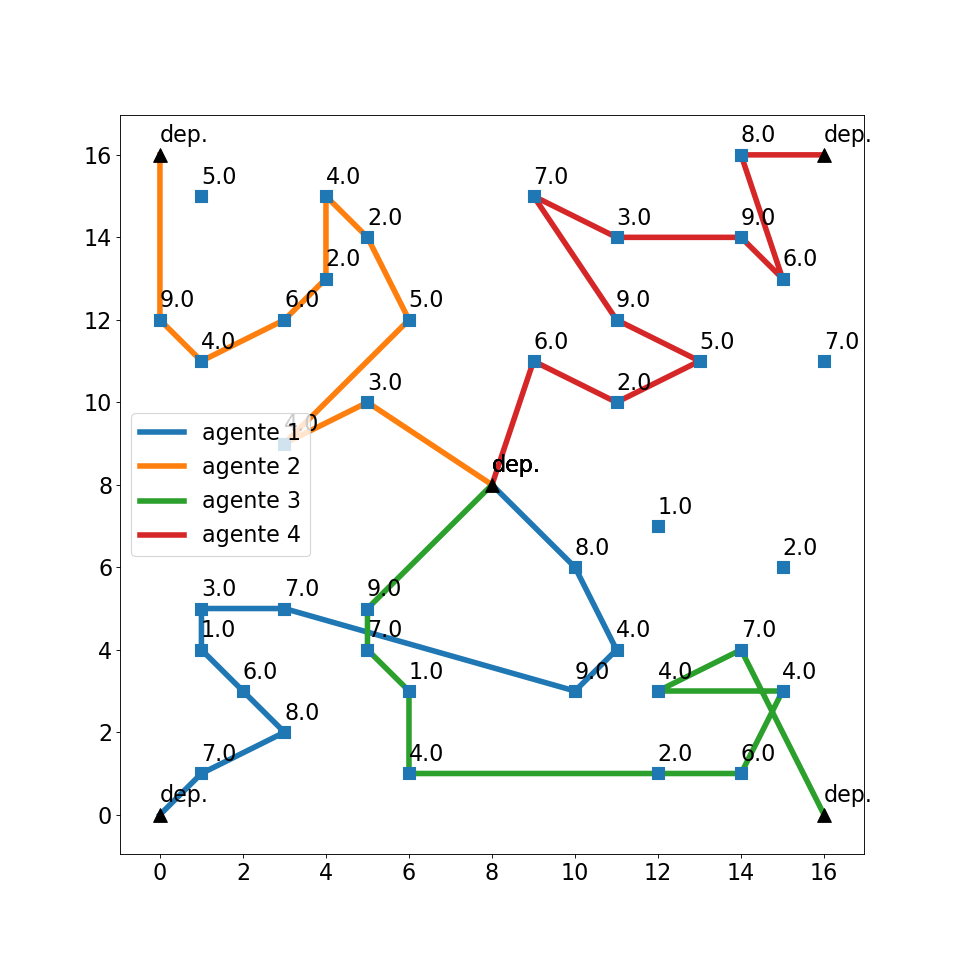 dep. 8.0 dep.
16
5.0 4.0 7.0
2.0 3.0 9.0
14
2.0 6.0
9.0 6.0 5.0 9.0
12
4.0 6.0 5.0 7.0
3.0 2.0
10
4.0
agente 1
agente 2
agente 3
agente 4
dep.
8
1.0
8.0 2.0
6
3.0 7.0 9.0
1.0 7.0 4.0 7.0
4
6.0 1.0 9.0 4.0 4.0
8.0
2
7.0 4.0 2.0 6.0
dep. dep.
0
0 2 4 6 8 10 12 14 16